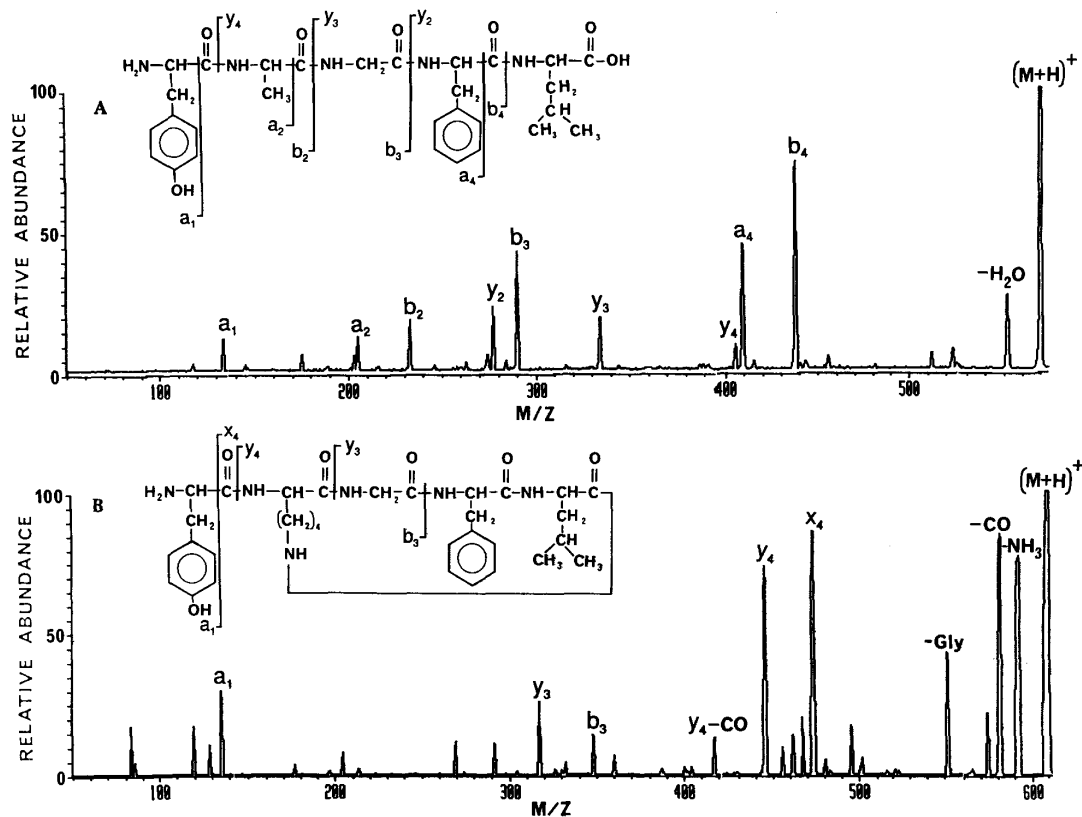 y4 y3 y2
O O O O O
H2N-CH-C-NH-CH-C-NH-CH2-C-NH-CH-C-NH-CH-C-OH
CH2 CH3 CH2 CH2
CH
CH3 CH3
OH
a1 a2 b2 b3 a4 b4
A
RELATIVE ABUNDANCE
100
50
0
a1 a2 b2 y2 b3 y3 y4 a4 b4 -H2O (M+H)+
100 200 300 400 500
M/Z
x4 y4 y3
O O O O O
H2N-CH-C-NH-CH-C-NH-CH2-C-NH-CH-C-NH-CH-C
CH2 (CH2)4 CH2 CH2
NH CH
CH3 CH3
OH
a1 b3
B
RELATIVE ABUNDANCE
100
50
0
a1 y3 b3 y4-CO y4 x4 -Gly -CO -NH3 (M+H)+
100 200 300 400 500 600
M/Z